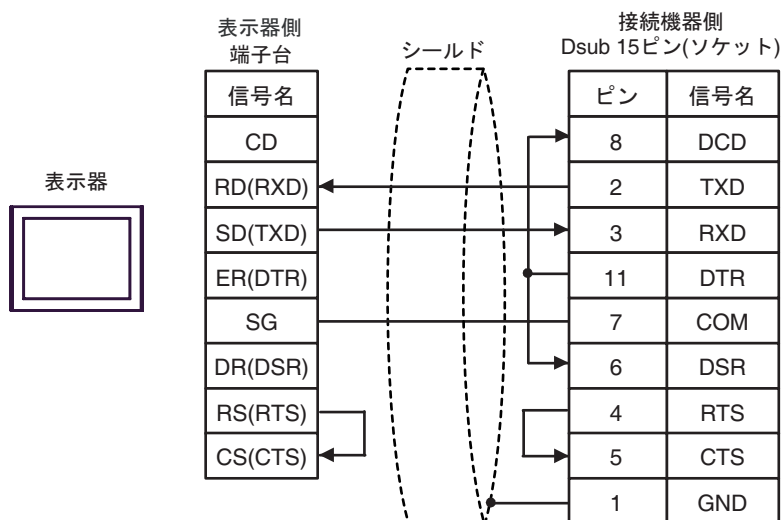 表示器
表示器側
端子台
シールド
接続機器側
Dsub 15ピン(ソケット)
信号名 ピン 信号名
CD 8 DCD
RD(RXD) 2 TXD
SD(TXD) 3 RXD
ER(DTR) 11 DTR
SG 7 COM
DR(DSR) 6 DSR
RS(RTS) 4 RTS
CS(CTS) 5 CTS
1 GND